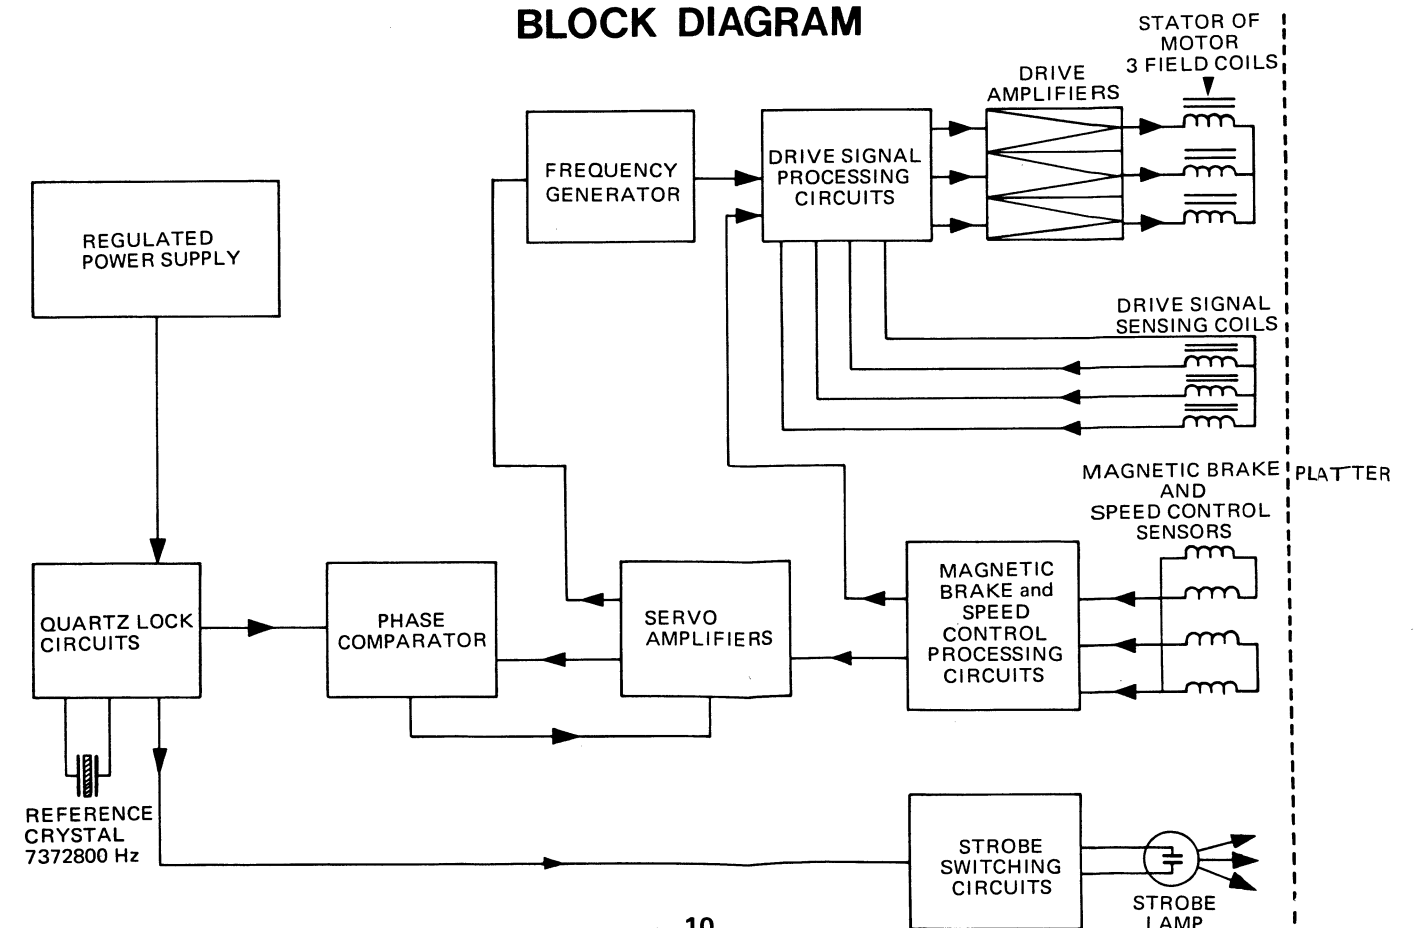 BLOCK DIAGRAM
STATOR OF
MOTOR
3 FIELD COILS
DRIVE
AMPLIFIERS
FREQUENCY
GENERATOR
DRIVE SIGNAL
PROCESSING
CIRCUITS
REGULATED
POWER SUPPLY
DRIVE SIGNAL
SENSING COILS
MAGNETIC BRAKE
AND
SPEED CONTROL
SENSORS
PLATTER
QUARTZ LOCK
CIRCUITS
PHASE
COMPARATOR
SERVO
AMPLIFIERS
MAGNETIC
BRAKE and
SPEED
CONTROL
PROCESSING
CIRCUITS
REFERENCE
CRYSTAL
7372800 Hz
STROBE
SWITCHING
CIRCUITS
STROBE
LAMP
10